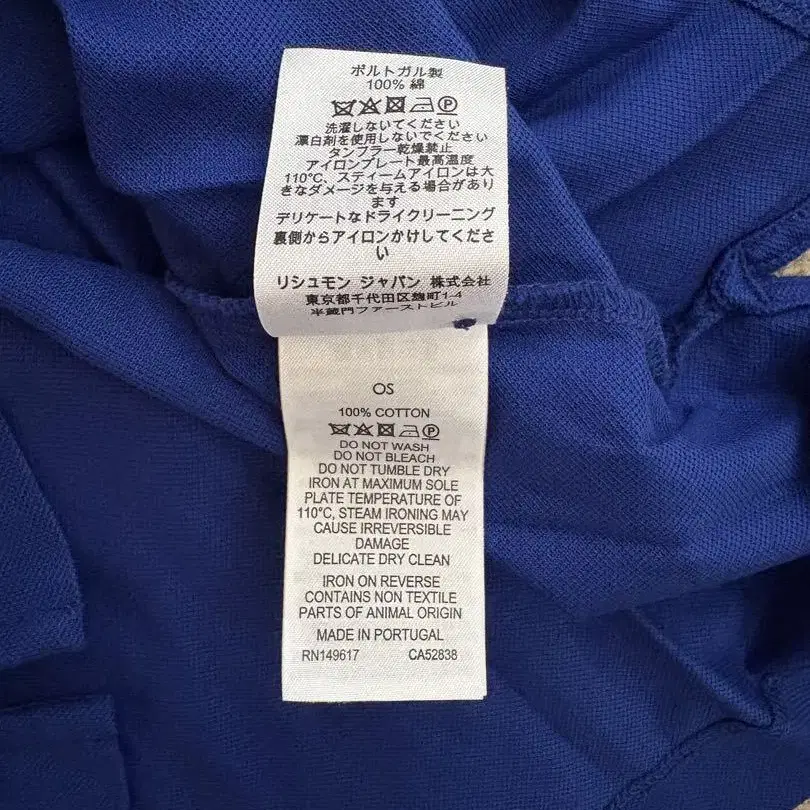 ポルトガル製
100% 綿
洗濯しないでください
漂白剤を使用しないでください
タンブラー乾燥禁止
アイロンプレート最高温度
110°C、スティームアイロンは大
きなダメージを与える場合があり
ます
デリケートなドライクリーニング
裏側からアイロンかけしてくださ
い
リシュモン ジャパン 株式会社
東京都千代田区麹町1-4
半蔵門ファーストビル
OS
100% COTTON
DO NOT WASH
DO NOT BLEACH
DO NOT TUMBLE DRY
IRON AT MAXIMUM SOLE
PLATE TEMPERATURE OF
110°C, STEAM IRONING MAY
CAUSE IRREVERSIBLE
DAMAGE
DELICATE DRY CLEAN
IRON ON REVERSE
CONTAINS NON TEXTILE
PARTS OF ANIMAL ORIGIN
MADE IN PORTUGAL
RN149617 CA52838